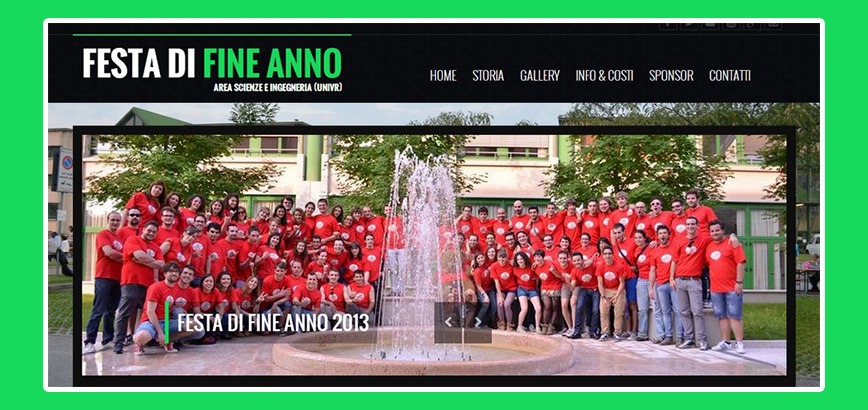 FESTA DI FINE ANNO
AREA SCIENZE E INGEGNERIA (UNIVR)
HOME STORIA GALLERY INFO & COSTI SPONSOR CONTATTI
FESTA DI FINE ANNO 2013